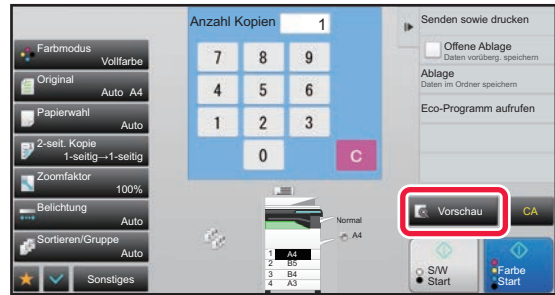 Anzahl Kopien 1
Farbmodus
Vollfarbe
Original
Auto A4
Papierwahl
Auto
2-seit. Kopie
1-seitig→1-seitig
Zoomfaktor
100%
Belichtung
Auto
Sortieren/Gruppe
Auto
Sonstiges
7 8 9
4 5 6
1 2 3
0 C
Normal
A4
1 A4
2 B5
3 B4
4 A3
Senden sowie drucken
Offene Ablage
Daten vorüberg. speichern
Ablage
Daten im Ordner speichern
Eco-Programm aufrufen
Vorschau
CA
S/W
Start
Farbe
Start